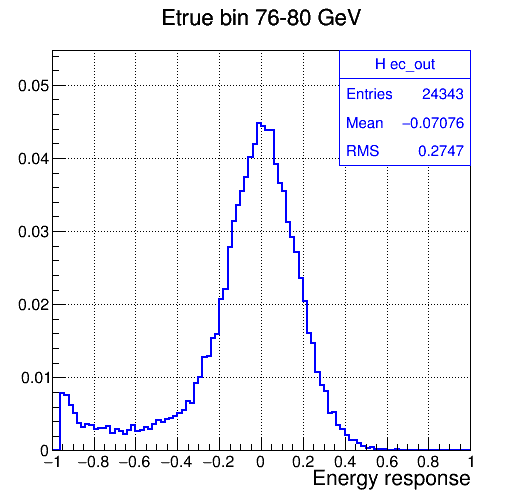 Etrue bin 76-80 GeV
H ec_out
Entries 24343
Mean −0.07076
RMS 0.2747
0.05
0.04
0.03
0.02
0.01
0
−1 −0.8 −0.6 −0.4 −0.2 0 0.2 0.4 0.6 0.8 1
Energy response